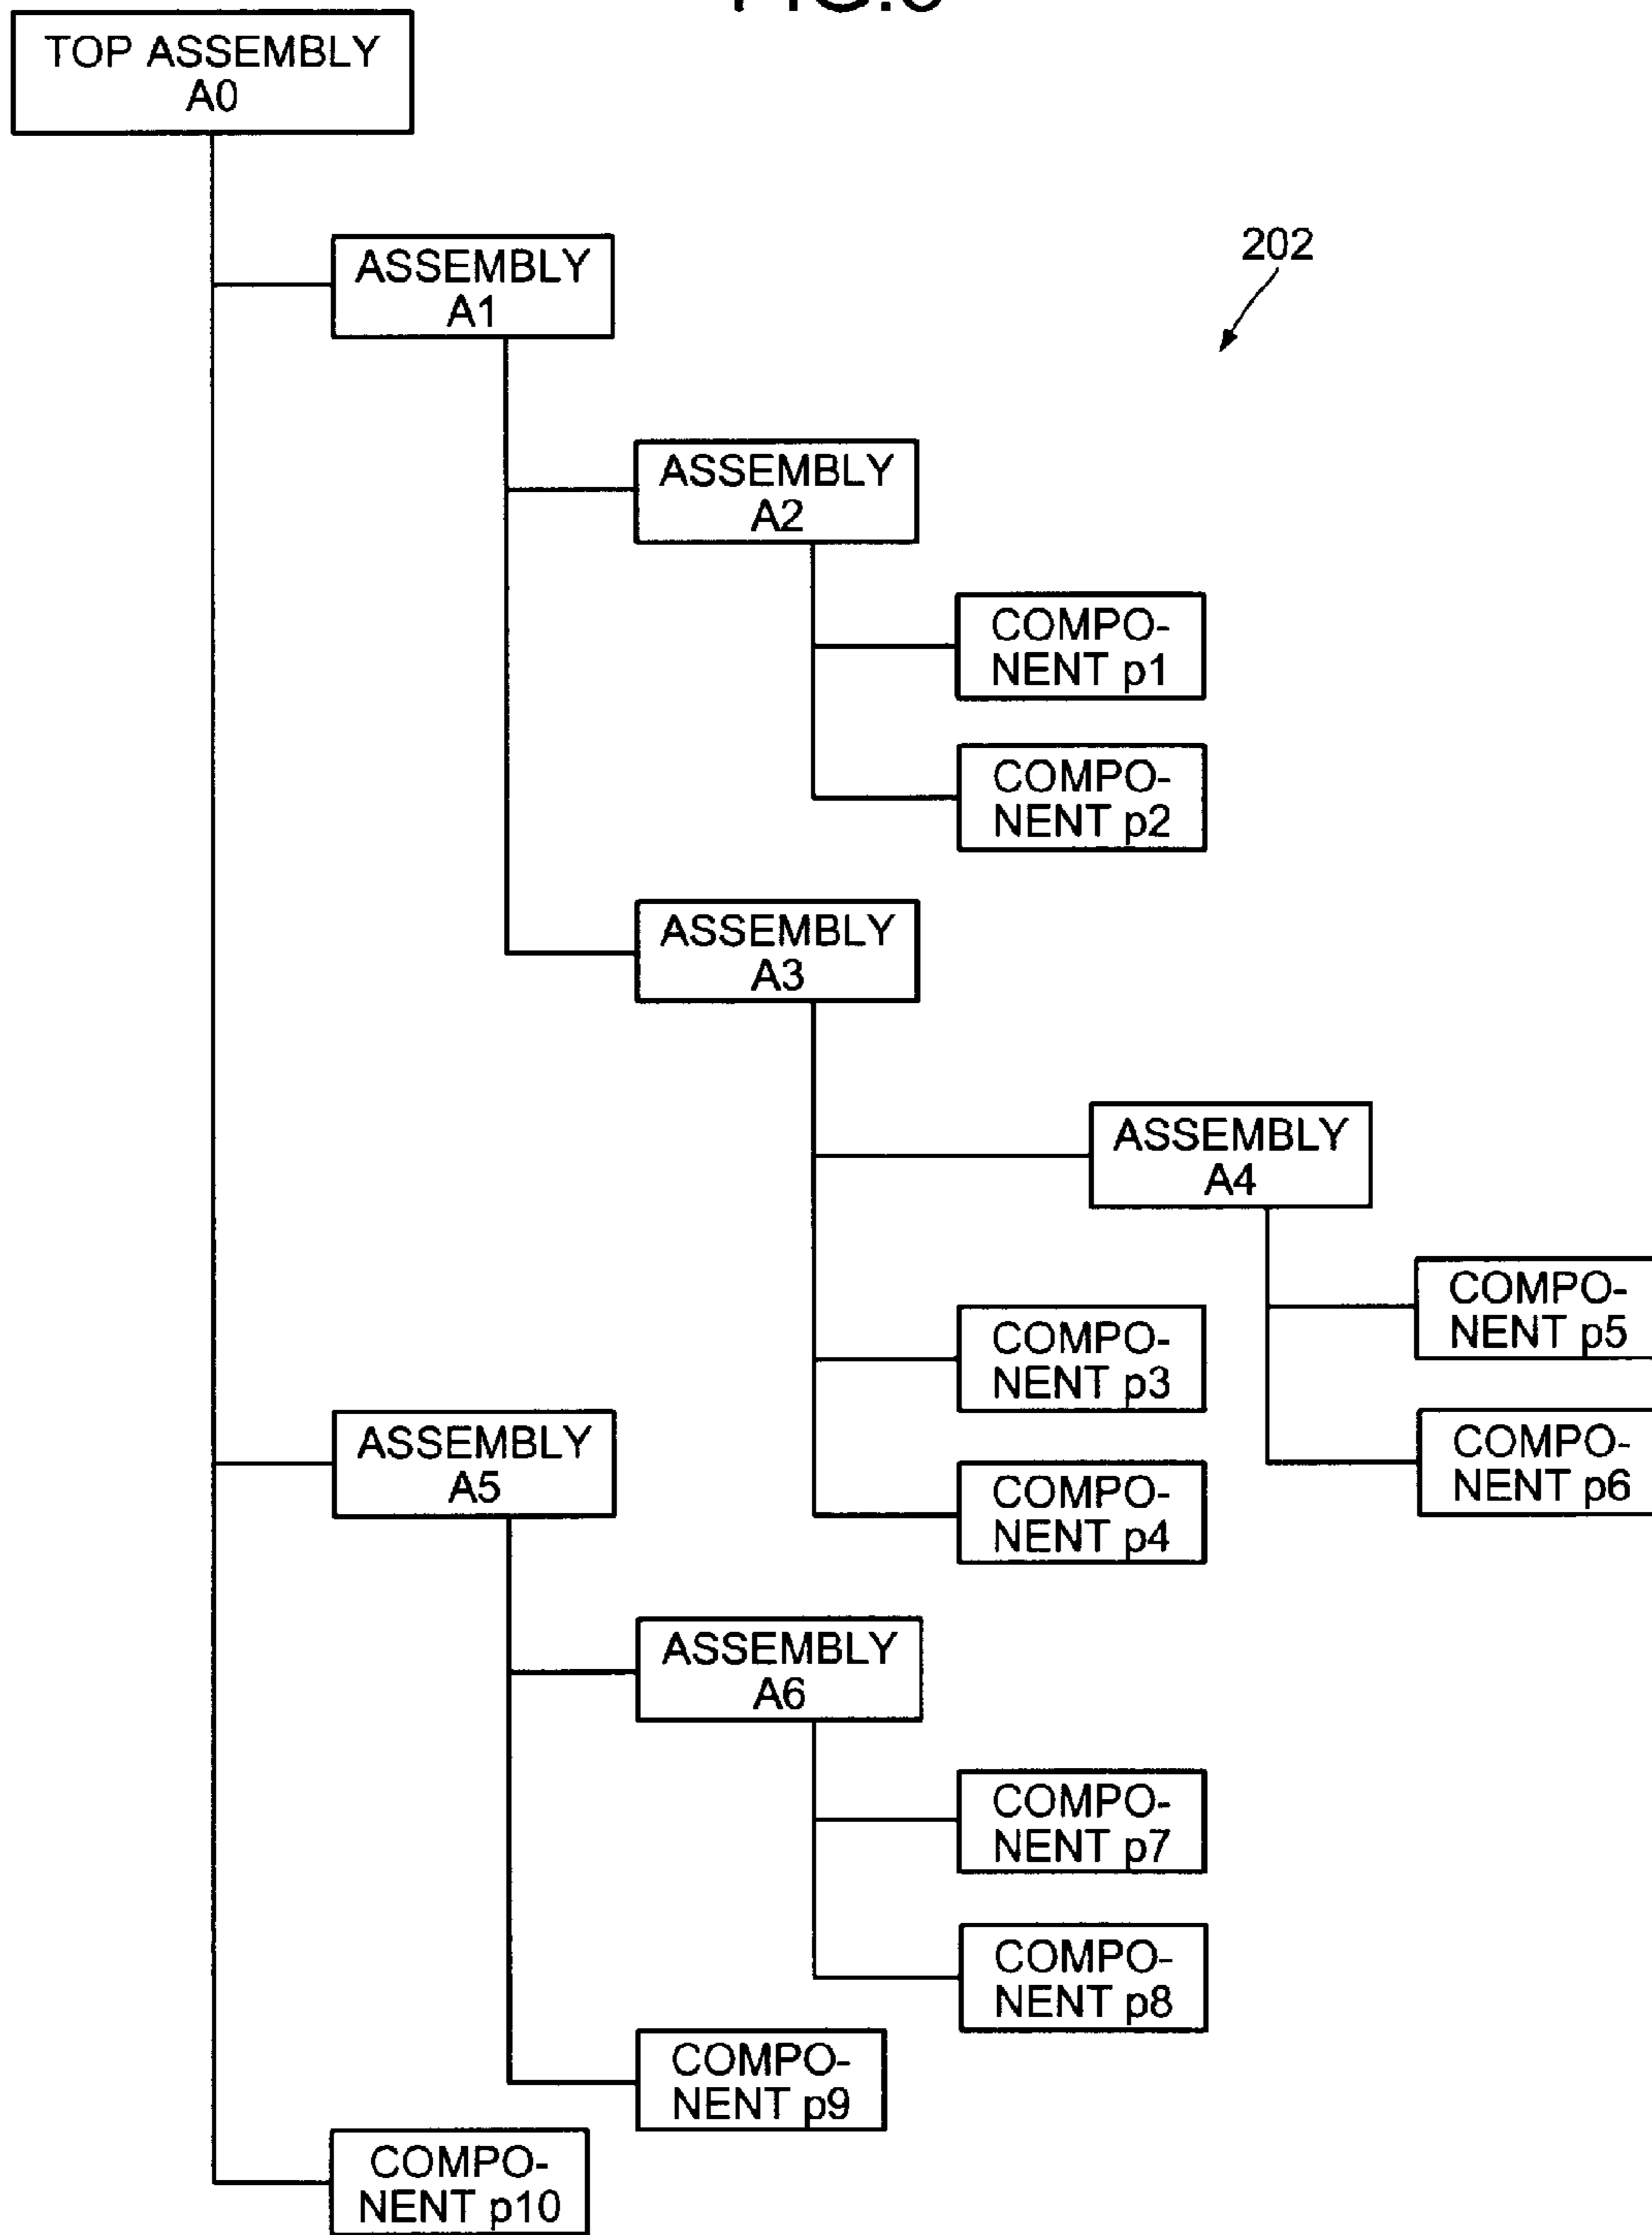 TOP ASSEMBLY
A0
ASSEMBLY
A1
202
ASSEMBLY
A2
COMPO-
NENT p1
COMPO-
NENT p2
ASSEMBLY
A3
ASSEMBLY
A4
COMPO-
NENT p5
COMPO-
NENT p3
COMPO-
NENT p6
ASSEMBLY
A5
COMPO-
NENT p4
ASSEMBLY
A6
COMPO-
NENT p7
COMPO-
NENT p8
COMPO-
NENT p9
COMPO-
NENT p10